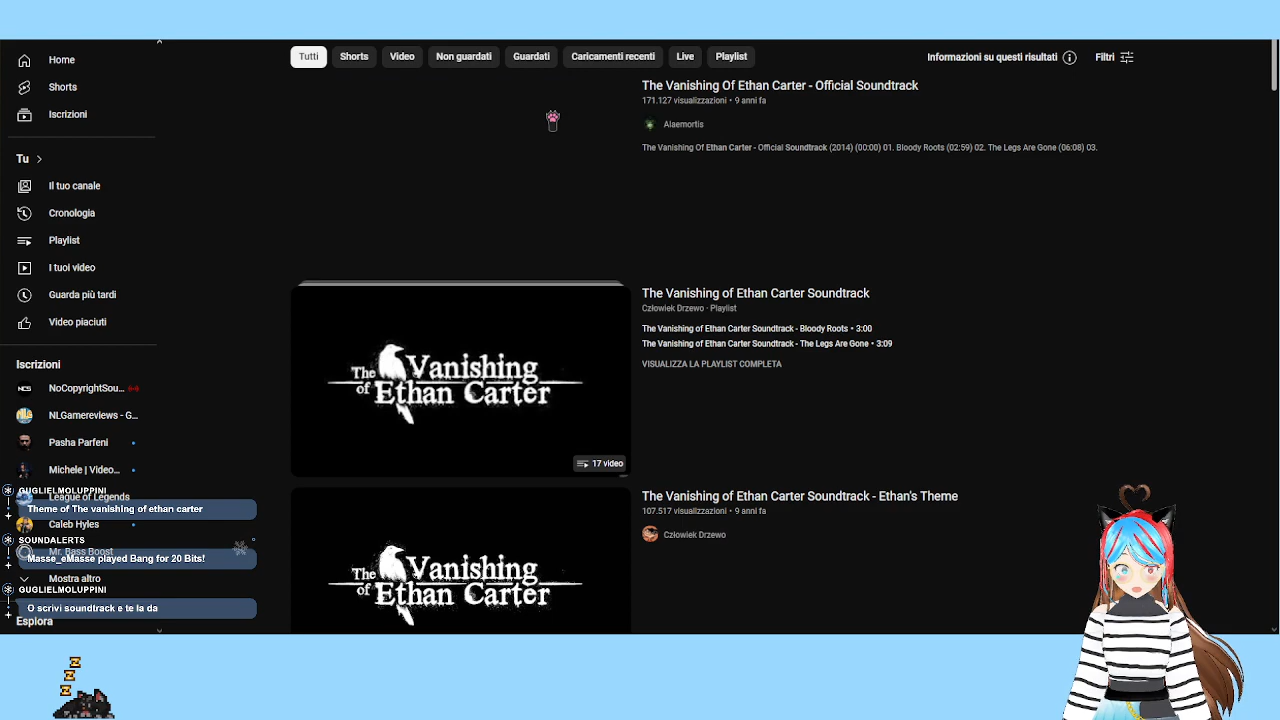 Tutti
Shorts
Video
Non guardati
Guardati
Caricamenti recenti
Live
Playlist
Informazioni su questi risultati
Filtri
Home
Shorts
Iscrizioni
Tu
Il tuo canale
Cronologia
Playlist
I tuoi video
Guarda più tardi
Video piaciuti
Iscrizioni
NoCopyrightSou...
NLGamereviews - G...
Pasha Parfeni
Michele | Video...
League of Legends
GUGLIELMOLUPPINI
Theme of The vanishing of ethan carter
Caleb Hyles
SOUNDALERTS
Mr. Bass Boost
Masse_eMasse played Bang for 20 Bits!
Mostra altro
GUGLIELMOLUPPINI
O scrivi soundtrack e te la da
Esplora
The Vanishing Of Ethan Carter - Official Soundtrack
171.127 visualizzazioni • 9 anni fa
Alaemortis
The Vanishing Of Ethan Carter - Official Soundtrack (2014) (00:00) 01. Bloody Roots (02:59) 02. The Legs Are Gone (06:08) 03.
The Vanishing
of Ethan Carter
17 video
The Vanishing of Ethan Carter Soundtrack
Człowiek Drzewo · Playlist
The Vanishing of Ethan Carter Soundtrack - Bloody Roots • 3:00
The Vanishing of Ethan Carter Soundtrack - The Legs Are Gone • 3:09
VISUALIZZA LA PLAYLIST COMPLETA
The Vanishing
of Ethan Carter
The Vanishing of Ethan Carter Soundtrack - Ethan's Theme
107.517 visualizzazioni • 9 anni fa
Człowiek Drzewo
Z
Z
Z